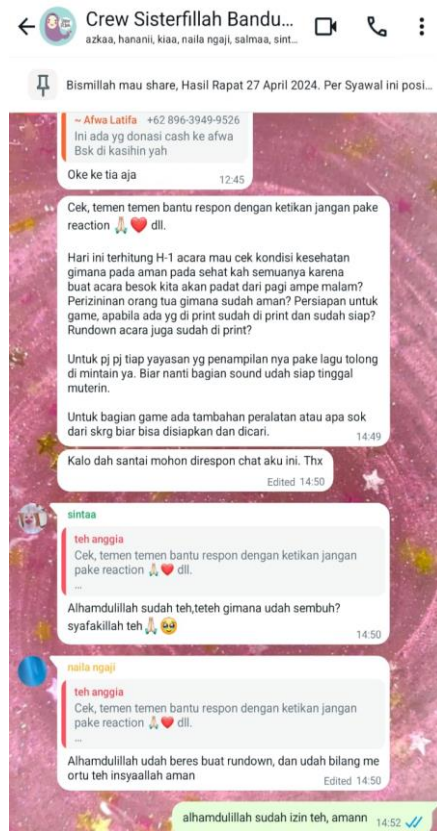 Crew Sisterfillah Bandu...
azkaa, hananii, kiaa, naila ngaji, salmaa, sint...
Bismillah mau share, Hasil Rapat 27 April 2024. Per Syawal ini posi...
~ Afwa Latifa +62 896-3949-9526
Ini ada yg donasi cash ke afwa
Bsk di kasihin yah
Oke ke tia aja
12:45
Cek, temen temen bantu respon dengan ketikan jangan pake
reaction 🙏🏻❤️ dll.
Hari ini terhitung H-1 acara mau cek kondisi kesehatan
gimana pada aman pada sehat kah semuanya karena
buat acara besok kita akan padat dari pagi ampe malam?
Perizininan orang tua gimana sudah aman? Persiapan untuk
game, apabila ada yg di print sudah di print dan sudah siap?
Rundown acara juga sudah di print?
Untuk pj pj tiap yayasan yg penampilan nya pake lagu tolong
di mintain ya. Biar nanti bagian sound udah siap tinggal
muterin.
Untuk bagian game ada tambahan peralatan atau apa sok
dari skrg biar bisa disiapkan dan dicari.
14:49
Kalo dah santai mohon direspon chat aku ini. Thx
Edited 14:50
sintaa
teh anggia
Cek, temen temen bantu respon dengan ketikan jangan
pake reaction 🙏🏻❤️ dll.
...
Alhamdulillah sudah teh,teteh gimana udah sembuh?
syafakillah teh 🙏🏻🥹
14:50
naila ngaji
teh anggia
Cek, temen temen bantu respon dengan ketikan jangan
pake reaction 🙏🏻❤️ dll.
...
Alhamdulillah udah beres buat rundown, dan udah bilang me
ortu teh insyaallah aman
Edited 14:50
alhamdulillah sudah izin teh, amann
14:52